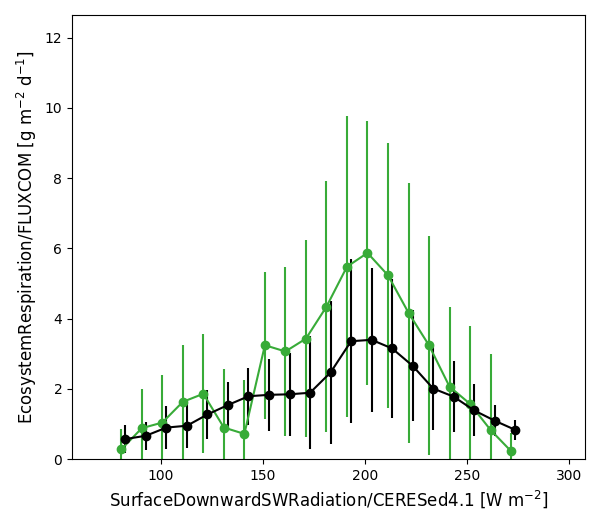 EcosystemRespiration/FLUXCOM [g m⁻² d⁻¹]
12
10
8
6
4
2
0
100 150 200 250 300
SurfaceDownwardSWRadiation/CERESed4.1 [W m⁻²]